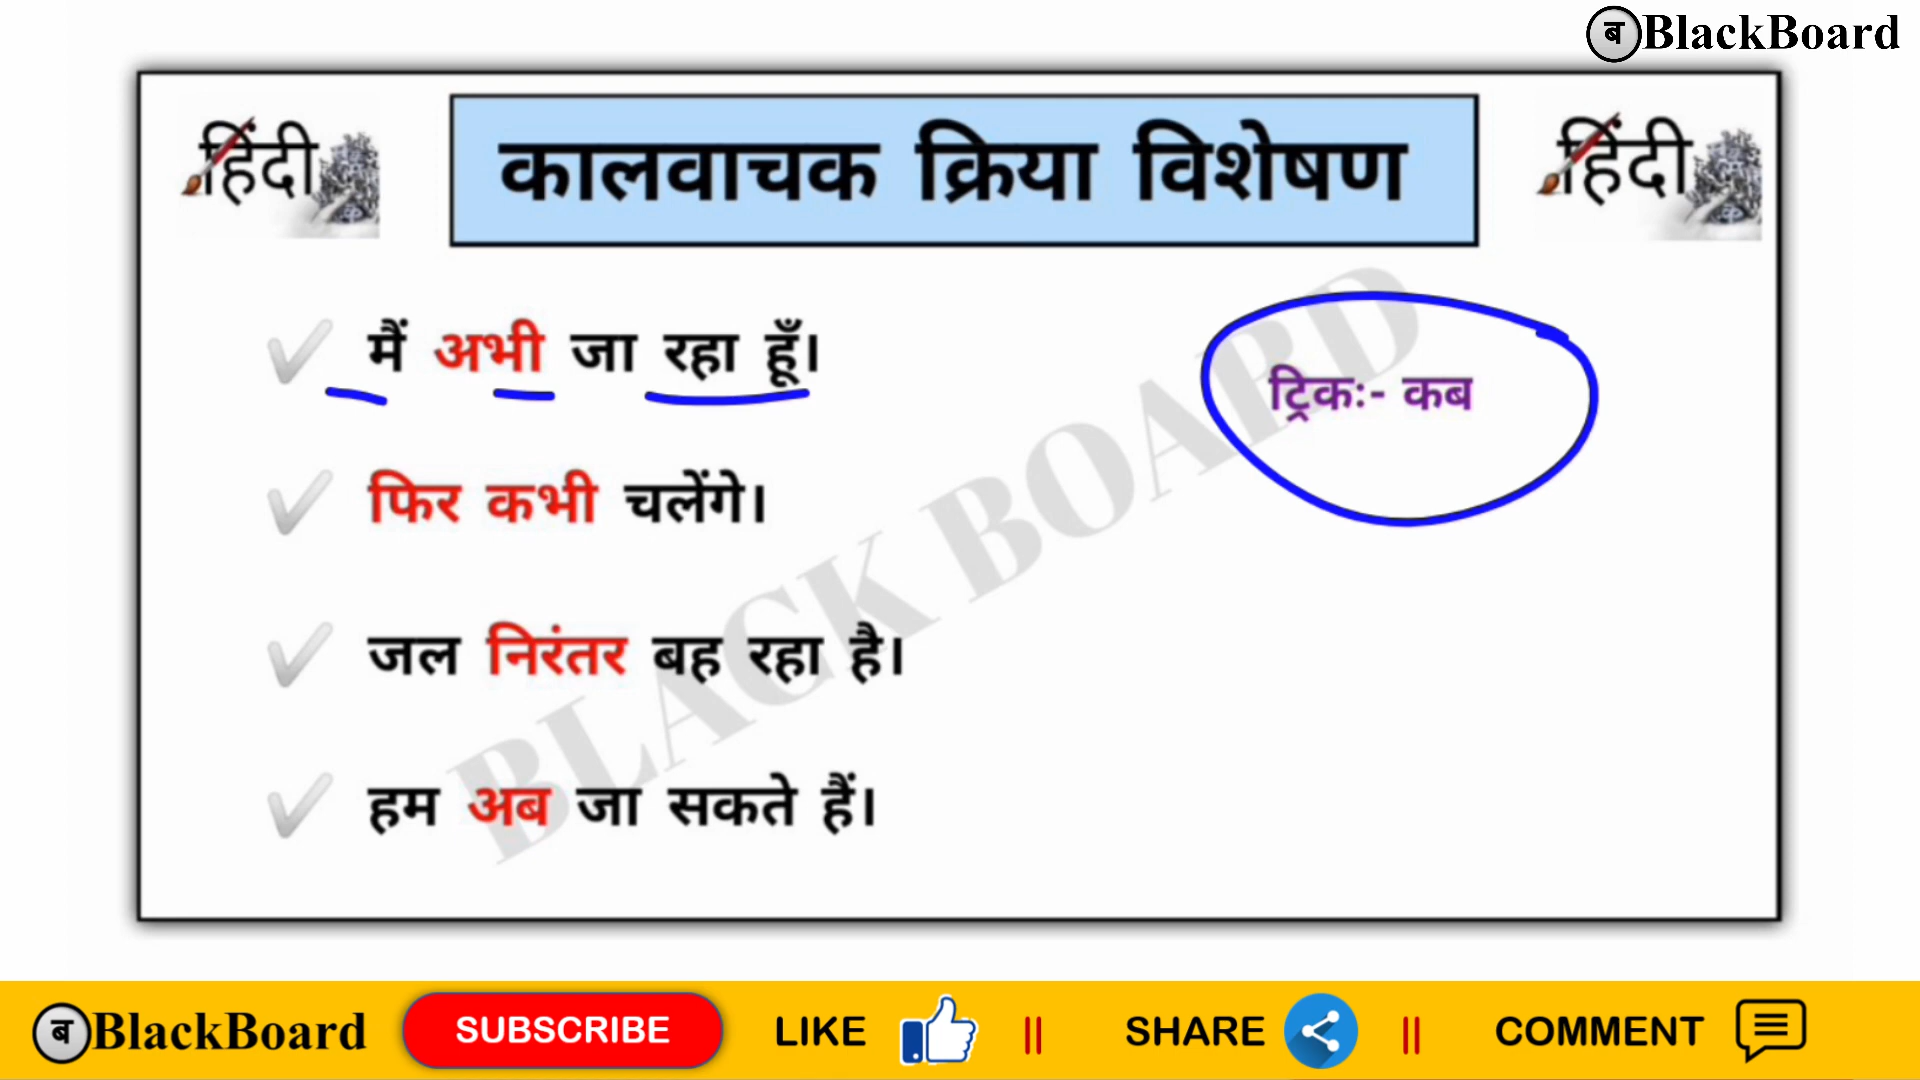 ब BlackBoard
हिंदी
कालवाचक क्रिया विशेषण
हिंदी
मैं अभी जा रहा हूँ।
ट्रिकः- कब
फिर कभी चलेंगे।
जल निरंतर बह रहा है।
हम अब जा सकते हैं।
BLACK BOARD
ब BlackBoard SUBSCRIBE LIKE || SHARE || COMMENT